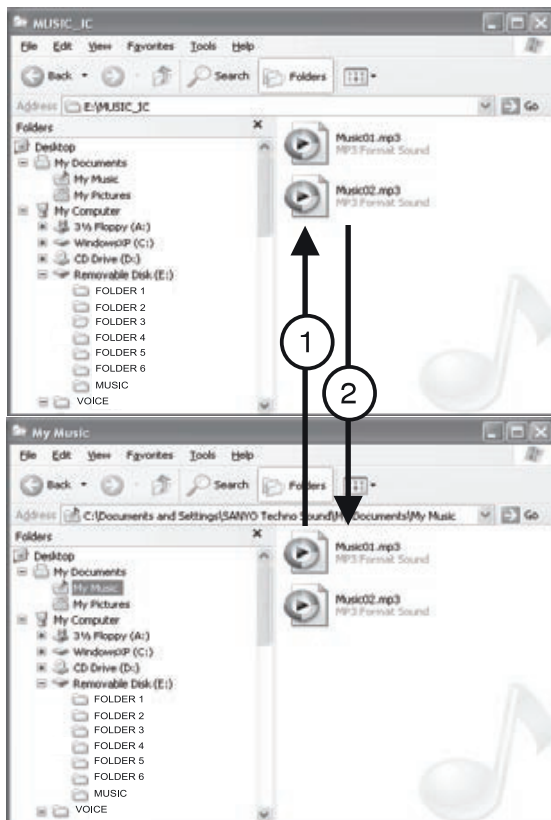 MUSIC_IC
File Edit View Favorites Tools Help
Back Search Folders
Address E:\MUSIC_IC Go
Folders
Desktop
My Documents
My Music
My Pictures
My Computer
3½ Floppy (A:)
WindowsXP (C:)
CD Drive (D:)
Removable Disk (E:)
FOLDER 1
FOLDER 2
FOLDER 3
FOLDER 4
FOLDER 5
FOLDER 6
MUSIC
VOICE
Music01.mp3
MP3 Format Sound
Music02.mp3
MP3 Format Sound
1
2
My Music
File Edit View Favorites Tools Help
Back Search Folders
Address C:\Documents and Settings\SANYO Techno Sound\My Documents\My Music Go
Folders
Desktop
My Documents
My Music
My Pictures
My Computer
3½ Floppy (A:)
WindowsXP (C:)
CD Drive (D:)
Removable Disk (E:)
FOLDER 1
FOLDER 2
FOLDER 3
FOLDER 4
FOLDER 5
FOLDER 6
MUSIC
VOICE
Music01.mp3
MP3 Format Sound
Music02.mp3
MP3 Format Sound